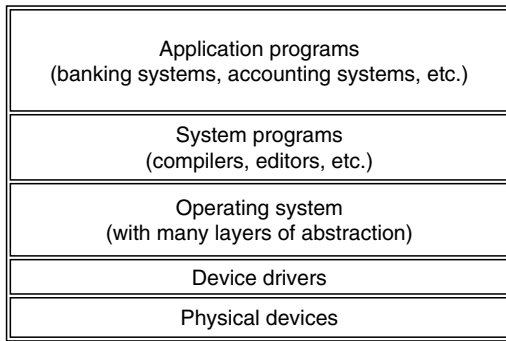 Application programs
(banking systems, accounting systems, etc.)
System programs
(compilers, editors, etc.)
Operating system
(with many layers of abstraction)
Device drivers
Physical devices